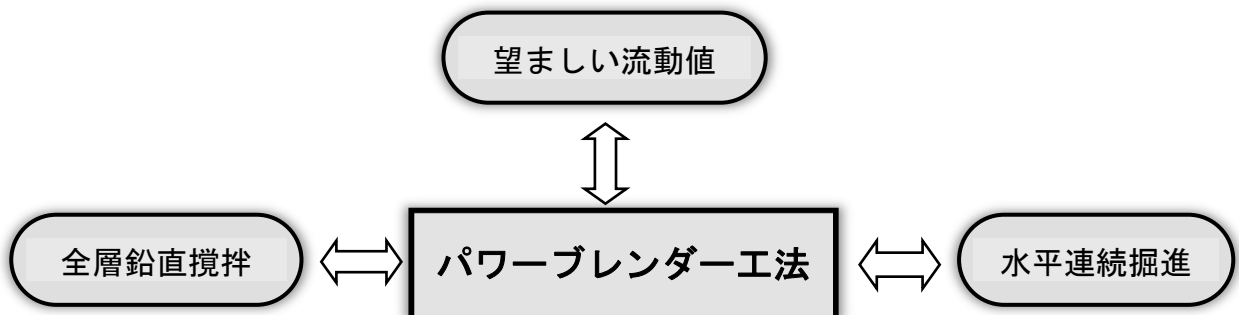 望ましい流動値
全層鉛直撹拌
パワーブレンダー工法
水平連続掘進